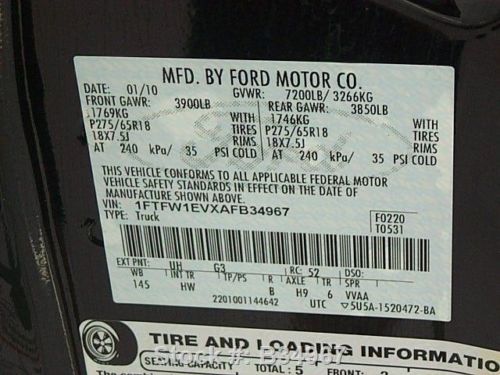 MFD. BY FORD MOTOR CO.
DATE: 01/10 GVWR: 7200LB/ 3266KG
FRONT GAWR: 3900LB REAR GAWR: 3850LB
1769KG WITH 1746KG WITH
P275/65R18 TIRES P275/65R18 TIRES
18X7.5J RIMS 18X7.5J RIMS
AT 240 kPa/ 35 PSI COLD AT 240 kPa/ 35 PSI COLD
THIS VEHICLE CONFORMS TO ALL APPLICABLE FEDERAL MOTOR
VEHICLE SAFETY STANDARDS IN EFFECT ON THE DATE OF
MANUFACTURE SHOWN ABOVE.
VIN: 1FTFW1EVXAFB34967 F0220
TYPE: Truck T0531
EXT PNT: UH G3 RC: 52 DSO:
WB INT TR TP/PS R AXLE TR SPR
145 HW B H9 6 VVAA
2201001144642 UTC 5U5A-1520472-BA
TIRE AND LOADING INFORMATION
SEATING CAPACITY TOTAL : 5 FRONT :
Stock #: B34967